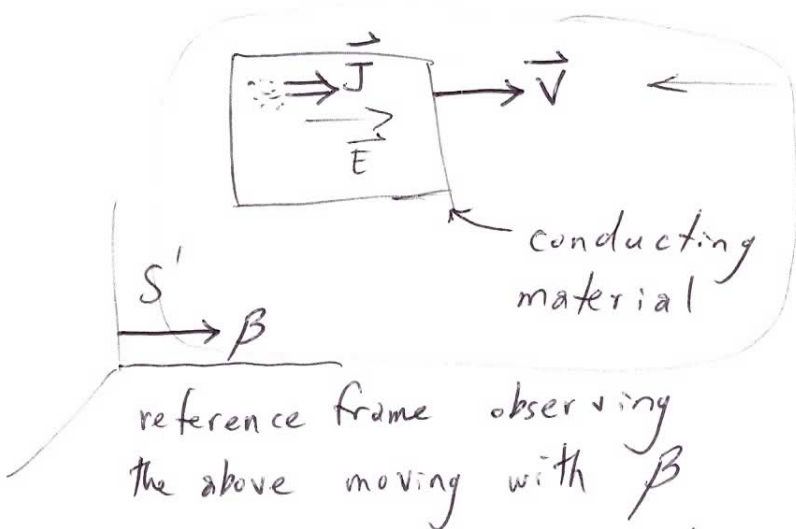 J
V
E
conducting
material
S'
β
reference frame observing
the above moving with β